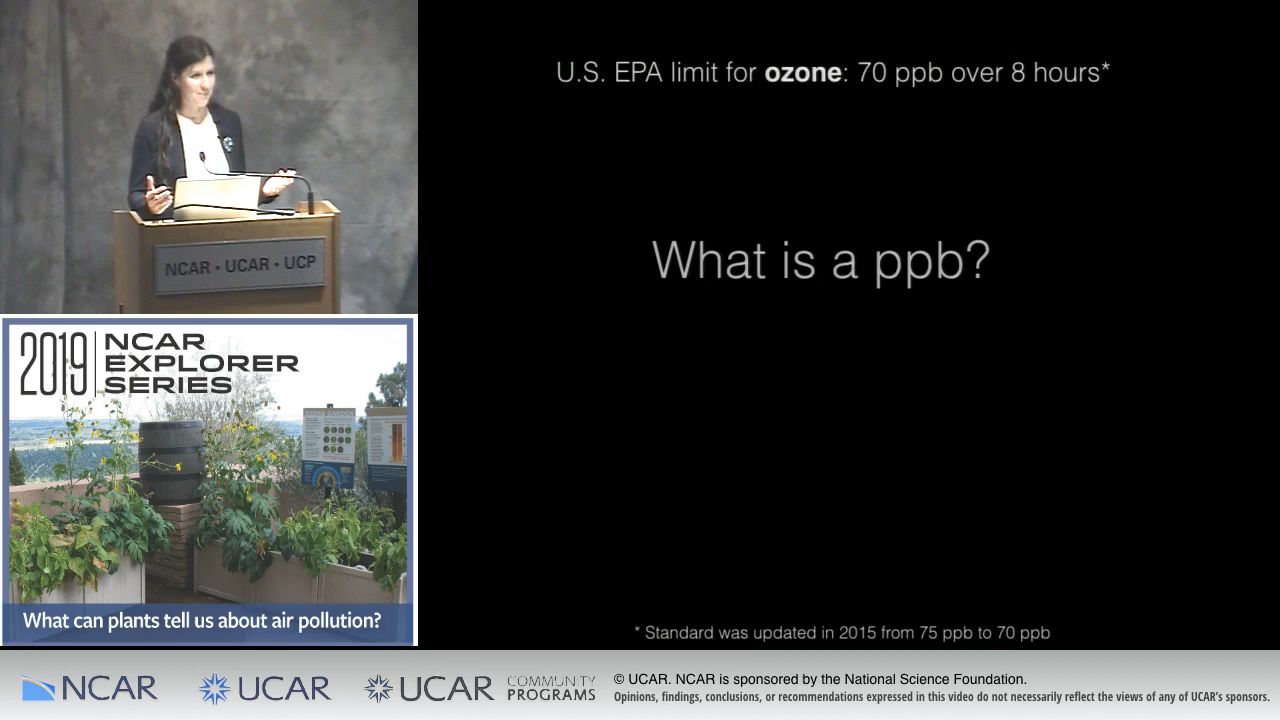 U.S. EPA limit for ozone: 70 ppb over 8 hours*
What is a ppb?
* Standard was updated in 2015 from 75 ppb to 70 ppb
NCAR • UCAR • UCP
2019
NCAR
EXPLORER
SERIES
What can plants tell us about air pollution?
NCAR
UCAR
UCAR
COMMUNITY
PROGRAMS
© UCAR. NCAR is sponsored by the National Science Foundation.
Opinions, findings, conclusions, or recommendations expressed in this video do not necessarily reflect the views of any of UCAR's sponsors.